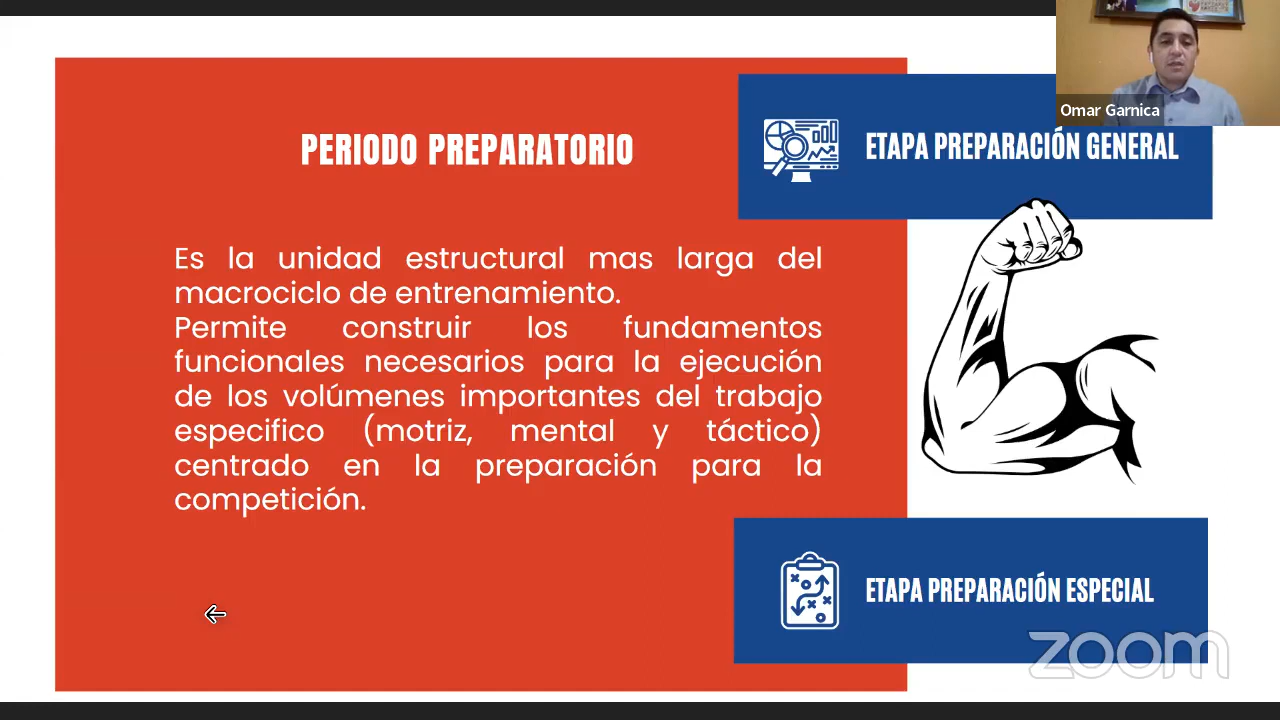 PERIODO PREPARATORIO
Es la unidad estructural mas larga del
macrociclo de entrenamiento.
Permite construir los fundamentos
funcionales necesarios para la ejecución
de los volúmenes importantes del trabajo
especifico (motriz, mental y táctico)
centrado en la preparación para la
competición.
Omar Garnica
ETAPA PREPARACIÓN GENERAL
ETAPA PREPARACIÓN ESPECIAL
zoom